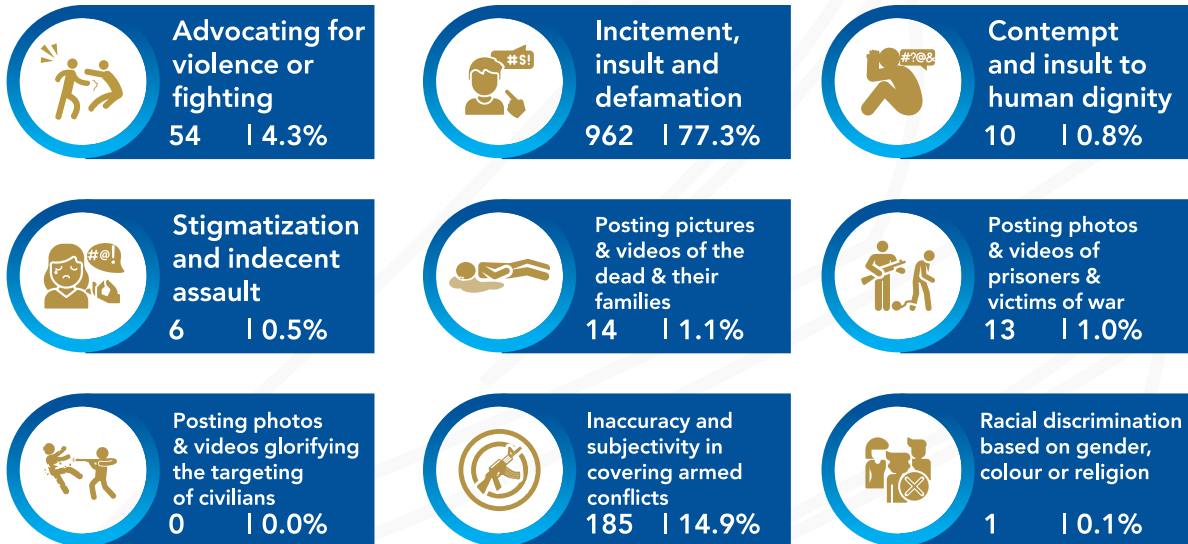 Advocating for
violence or
fighting
54 | 4.3%
#$!
Incitement,
insult and
defamation
962 | 77.3%
#?@&
Contempt
and insult to
human dignity
10 | 0.8%
#@!
Stigmatization
and indecent
assault
6 | 0.5%
Posting pictures
& videos of the
dead & their
families
14 | 1.1%
Posting photos
& videos of
prisoners &
victims of war
13 | 1.0%
Posting photos
& videos glorifying
the targeting
of civilians
0 | 0.0%
Inaccuracy and
subjectivity in
covering armed
conflicts
185 | 14.9%
Racial discrimination
based on gender,
colour or religion
1 | 0.1%